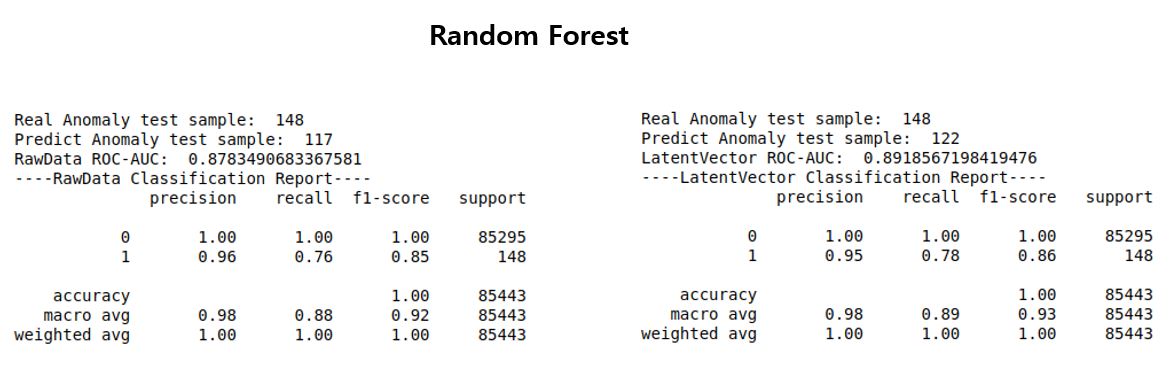 Random Forest
Real Anomaly test sample:  148
Predict Anomaly test sample:  117
RawData ROC-AUC:  0.8783490683367581
----RawData Classification Report----
precision    recall  f1-score   support
0       1.00      1.00      1.00     85295
1       0.96      0.76      0.85       148
accuracy                           1.00     85443
macro avg       0.98      0.88      0.92     85443
weighted avg       1.00      1.00      1.00     85443
Real Anomaly test sample:  148
Predict Anomaly test sample:  122
LatentVector ROC-AUC:  0.8918567198419476
----LatentVector Classification Report----
precision    recall  f1-score   support
0       1.00      1.00      1.00     85295
1       0.95      0.78      0.86       148
accuracy                           1.00     85443
macro avg       0.98      0.89      0.93     85443
weighted avg       1.00      1.00      1.00     85443